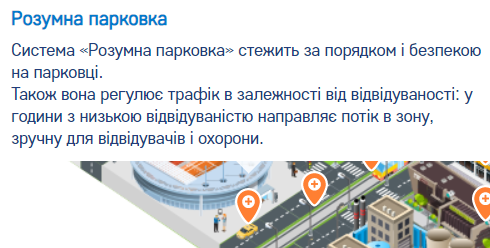 Розумна парковка
Система «Розумна парковка» стежить за порядком і безпекою
на парковці.
Також вона регулює трафік в залежності від відвідуваності: у
години з низькою відвідуваністю направляє потік в зону,
зручну для відвідувачів і охорони.